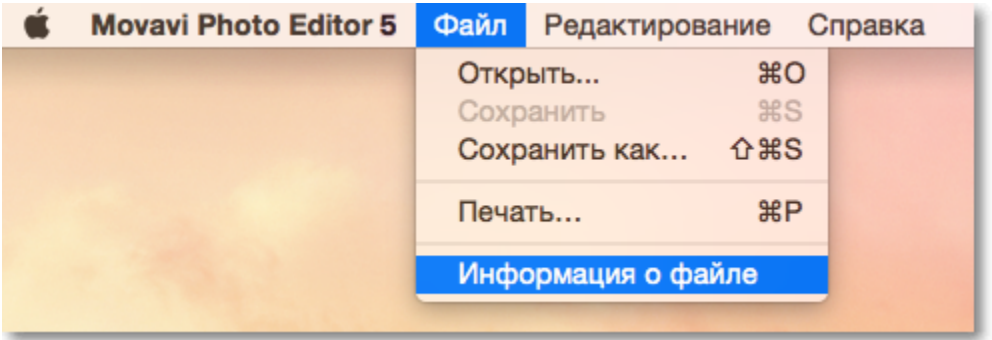 Movavi Photo Editor 5 Файл Редактирование Справка
Открыть... ⌘O
Сохранить ⌘S
Сохранить как... ⇧⌘S
Печать... ⌘P
Информация о файле